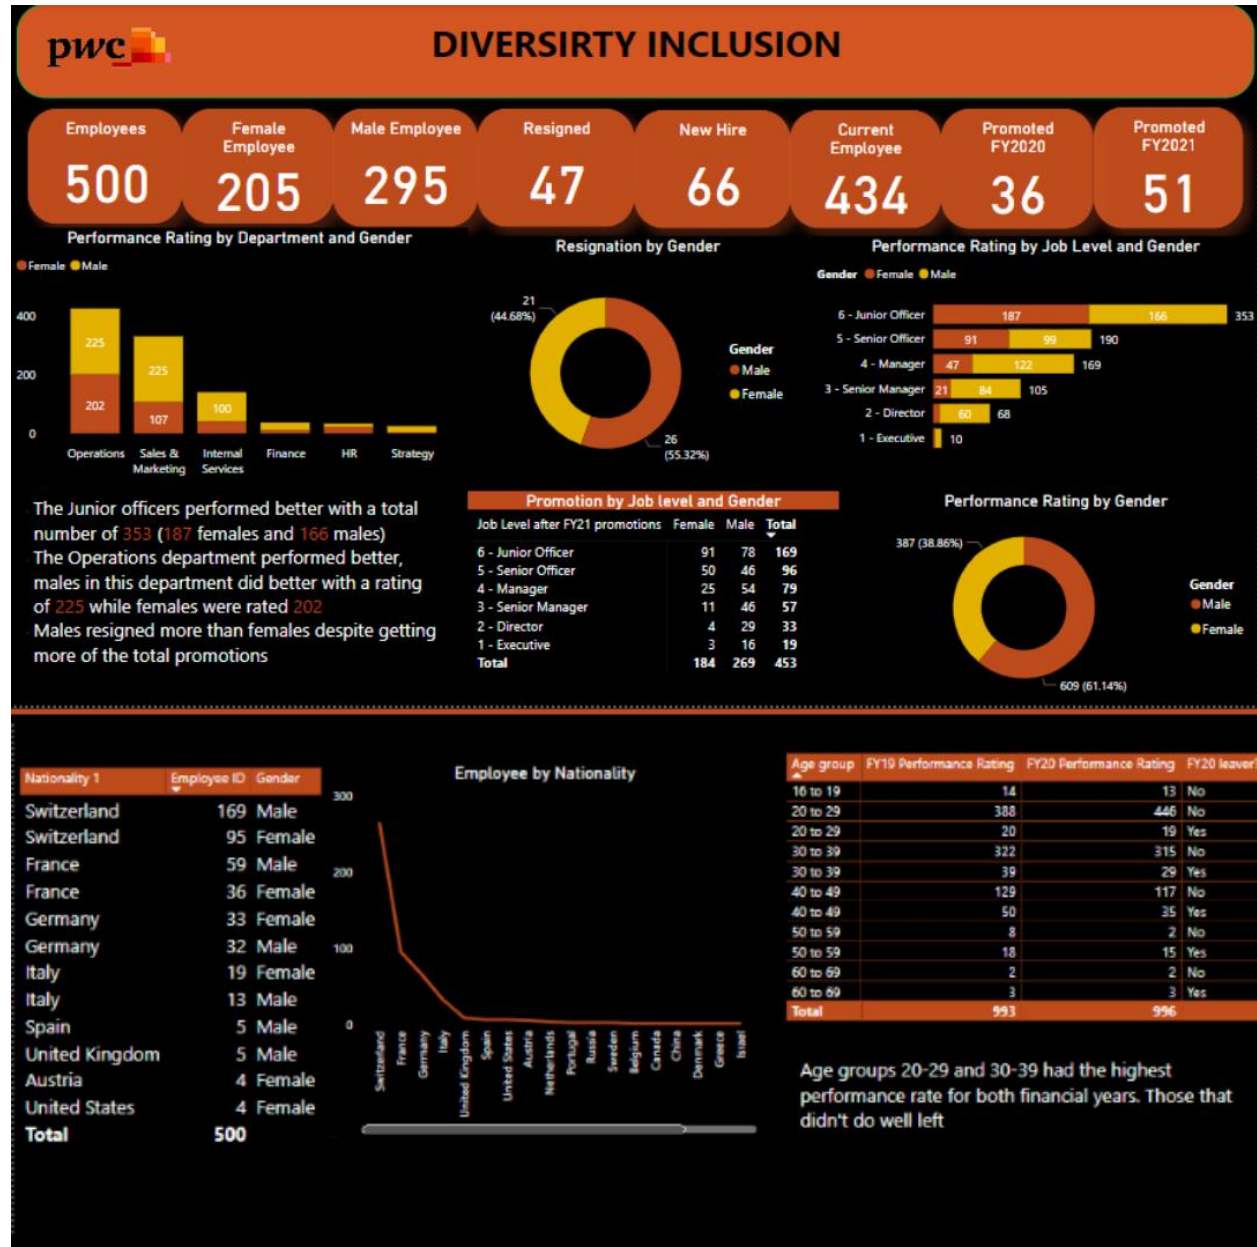 pwc
DIVERSIRTY INCLUSION
Employees
500
Female
Employee
205
Male Employee
295
Resigned
47
New Hire
66
Current
Employee
434
Promoted
FY2020
36
Promoted
FY2021
51
Performance Rating by Department and Gender
Female Male
400
200
0
225
202
225
107
100
Operations
Sales &
Marketing
Internal
Services
Finance
HR
Strategy
Resignation by Gender
21
(44.68%)
26
(55.32%)
Gender
Male
Female
Performance Rating by Job Level and Gender
Gender Female Male
6 - Junior Officer 187 166 353
5 - Senior Officer 91 99 190
4 - Manager 47 122 169
3 - Senior Manager 21 84 105
2 - Director 60 68
1 - Executive 10
The Junior officers performed better with a total
number of 353 (187 females and 166 males)
The Operations department performed better,
males in this department did better with a rating
of 225 while females were rated 202
Males resigned more than females despite getting
more of the total promotions
Promotion by Job level and Gender
Job Level after FY21 promotions Female Male Total
6 - Junior Officer 91 78 169
5 - Senior Officer 50 46 96
4 - Manager 25 54 79
3 - Senior Manager 11 46 57
2 - Director 4 29 33
1 - Executive 3 16 19
Total 184 269 453
Performance Rating by Gender
387 (38.86%)
609 (61.14%)
Gender
Male
Female
Nationality 1 Employee ID Gender
Switzerland 169 Male
Switzerland 95 Female
France 59 Male
France 36 Female
Germany 33 Female
Germany 32 Male
Italy 19 Female
Italy 13 Male
Spain 5 Male
United Kingdom 5 Male
Austria 4 Female
United States 4 Female
Total 500
Employee by Nationality
300
200
100
0
Switzerland
France
Germany
Italy
United Kingdom
Spain
United States
Austria
Netherlands
Portugal
Russia
Sweden
Belgium
Canada
China
Denmark
Greece
Israel
Age group FY19 Performance Rating FY20 Performance Rating FY20 leaver?
16 to 19 14 13 No
20 to 29 388 446 No
20 to 29 20 19 Yes
30 to 39 322 315 No
30 to 39 39 29 Yes
40 to 49 129 117 No
40 to 49 50 35 Yes
50 to 59 8 2 No
50 to 59 18 15 Yes
60 to 69 2 2 No
60 to 69 3 3 Yes
Total 993 996
Age groups 20-29 and 30-39 had the highest
performance rate for both financial years. Those that
didn't do well left